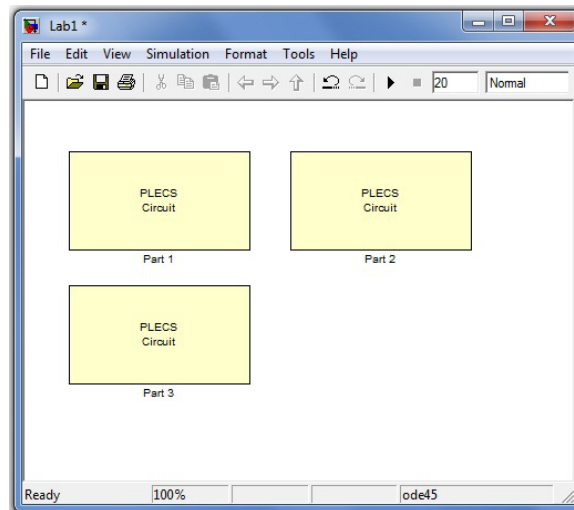 Lab1 *
File Edit View Simulation Format Tools Help
20 Normal
PLECS
Circuit
Part 1
PLECS
Circuit
Part 2
PLECS
Circuit
Part 3
Ready 100% ode45